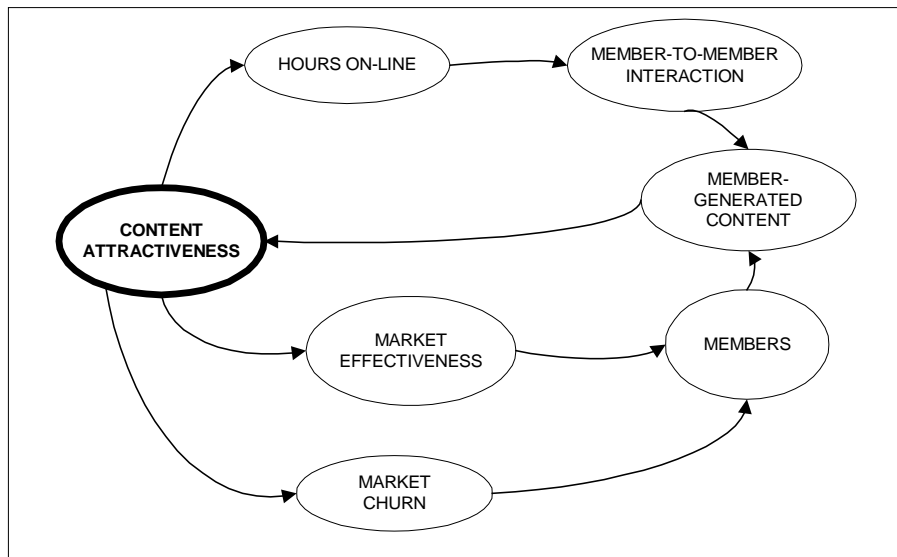 HOURS ON-LINE
MEMBER-TO-MEMBER
INTERACTION
MEMBER-
GENERATED
CONTENT
CONTENT
ATTRACTIVENESS
MARKET
EFFECTIVENESS
MEMBERS
MARKET
CHURN